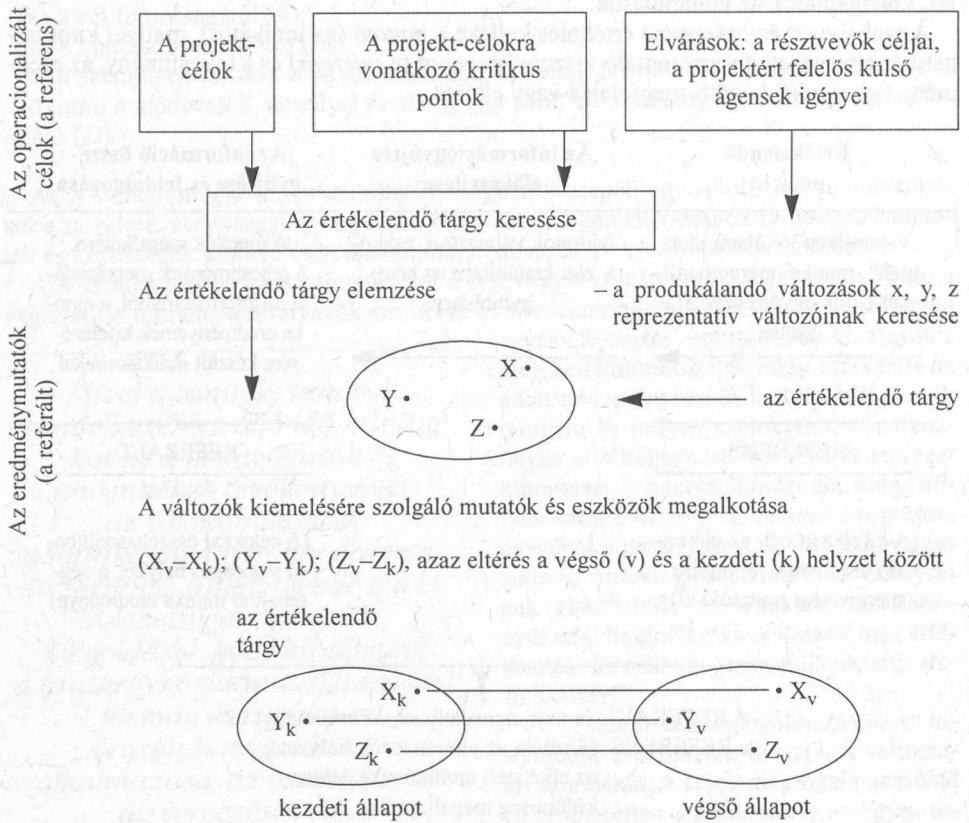 Az operacionalizált
célok (a referens)
A projekt-
célok
A projekt-célokra
vonatkozó kritikus
pontok
Elvárások: a résztvevők céljai,
a projektért felelős külső
ágensek igényei
Az értékelendő tárgy keresése
Az eredménymutatók
(a referált)
Az értékelendő tárgy elemzése
a produkálandó változások x, y, z
reprezentatív változóinak keresése
X
Y
Z
az értékelendő tárgy
A változók kiemelésére szolgáló mutatók és eszközök megalkotása
(Xv–Xk); (Yv–Yk); (Zv–Zk), azaz eltérés a végső (v) és a kezdeti (k) helyzet között
az értékelendő
tárgy
Xk
Yk
Zk
Xv
Yv
Zv
kezdeti állapot
végső állapot